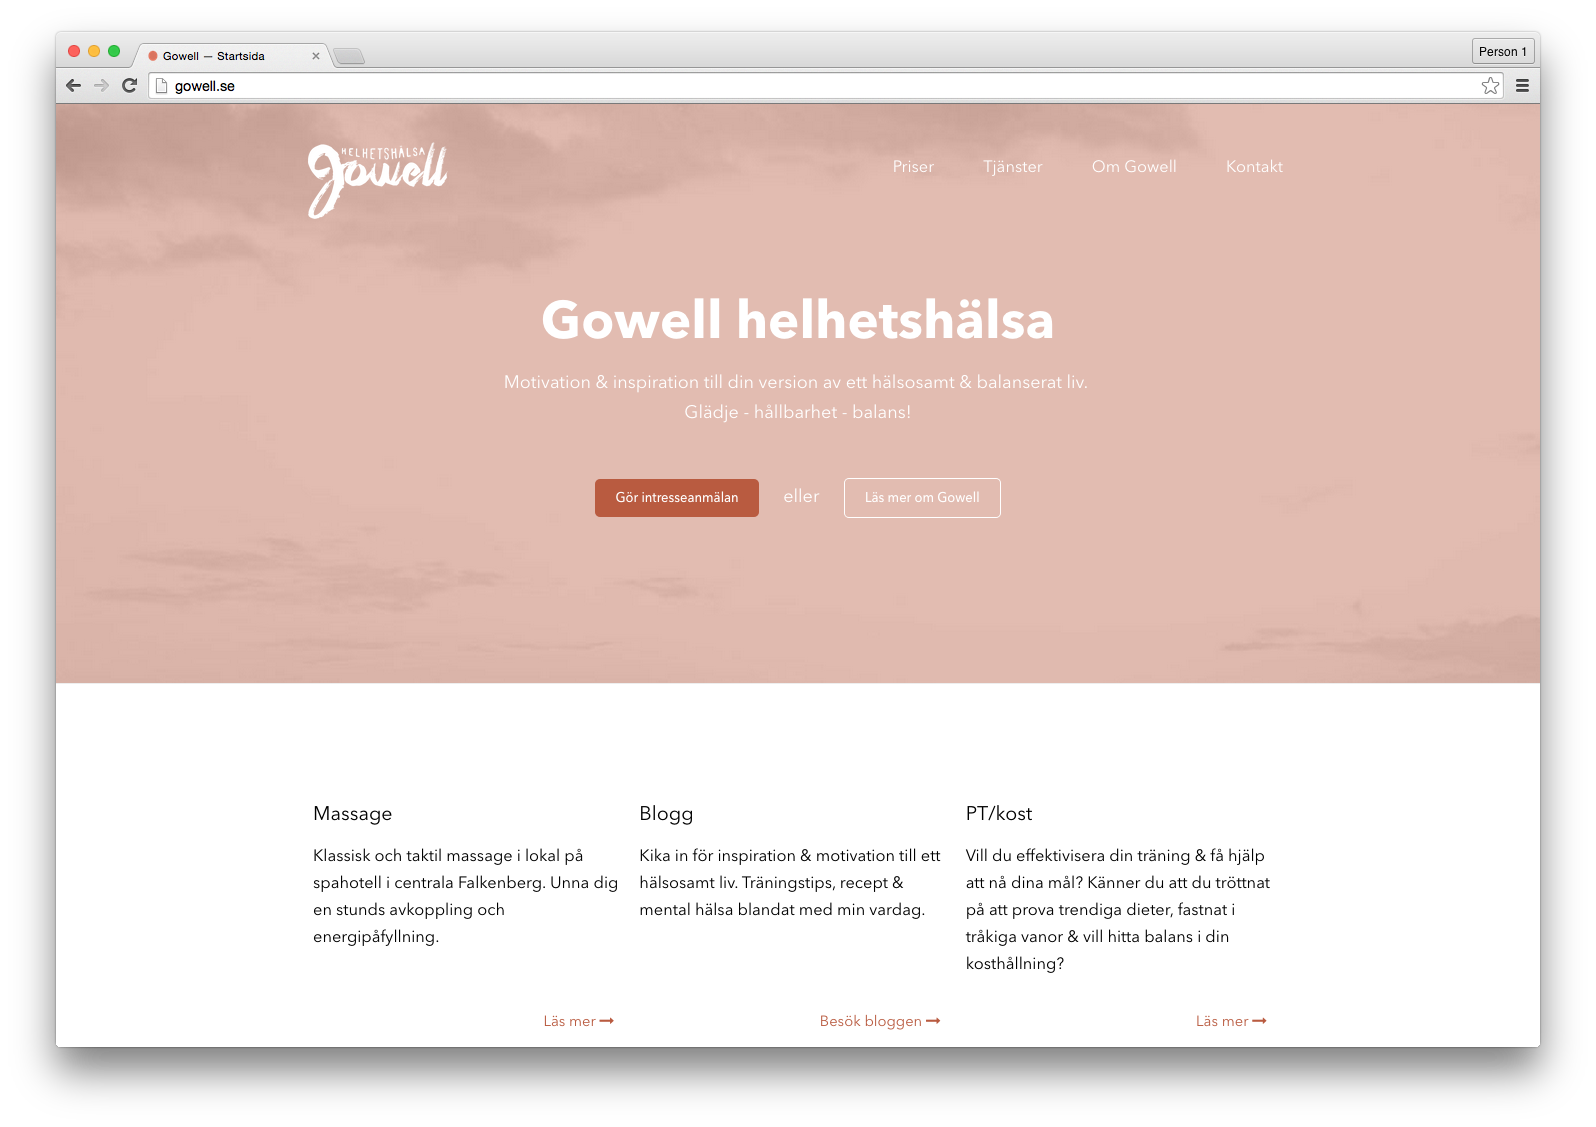 Gowell — Startsida
Person 1
gowell.se
HELHETSHÄLSA
Gowell
Priser Tjänster Om Gowell Kontakt
Gowell helhetshälsa
Motivation & inspiration till din version av ett hälsosamt & balanserat liv.
Glädje - hållbarhet - balans!
Gör intresseanmälan eller Läs mer om Gowell
Massage
Klassisk och taktil massage i lokal på
spahotell i centrala Falkenberg. Unna dig
en stunds avkoppling och
energipåfyllning.
Läs mer
Blogg
Kika in för inspiration & motivation till ett
hälsosamt liv. Träningstips, recept &
mental hälsa blandat med min vardag.
Besök bloggen
PT/kost
Vill du effektivisera din träning & få hjälp
att nå dina mål? Känner du att du tröttnat
på att prova trendiga dieter, fastnat i
tråkiga vanor & vill hitta balans i din
kosthållning?
Läs mer